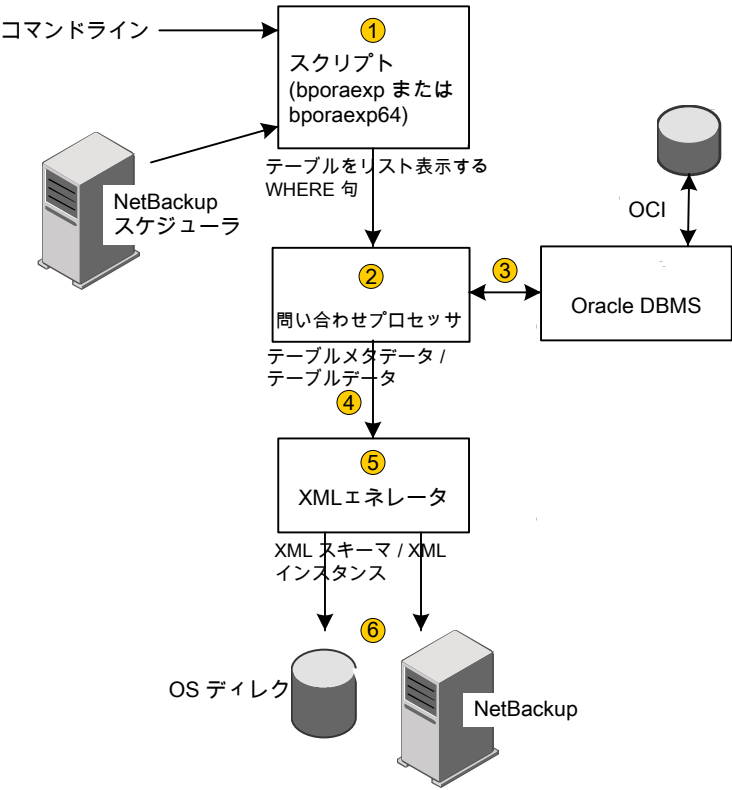 コマンドライン
1
スクリプト
(bporaexp または
bporaexp64)
テーブルをリスト表示する
WHERE 句
NetBackup
スケジューラ
OCI
2
問い合わせプロセッサ
3
Oracle DBMS
テーブルメタデータ /
テーブルデータ
4
5
XMLエネレータ
XML スキーマ / XML
インスタンス
6
OS ディレク
NetBackup